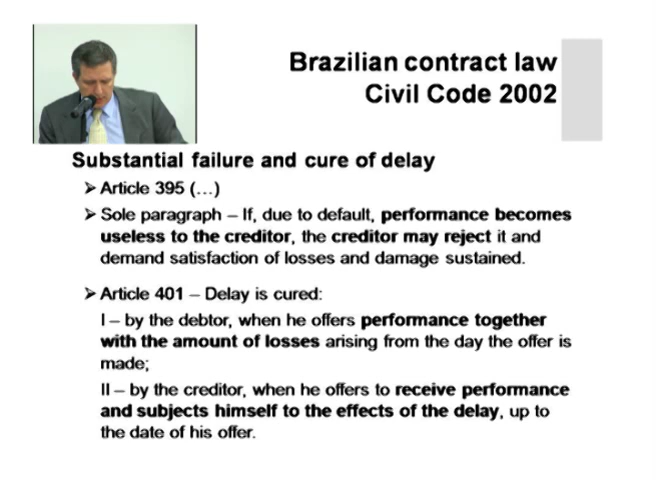 Brazilian contract law
Civil Code 2002
Substantial failure and cure of delay
➢ Article 395 (…)
➢ Sole paragraph – If, due to default, performance becomes
useless to the creditor, the creditor may reject it and
demand satisfaction of losses and damage sustained.
➢ Article 401 – Delay is cured:
I – by the debtor, when he offers performance together
with the amount of losses arising from the day the offer is
made;
II – by the creditor, when he offers to receive performance
and subjects himself to the effects of the delay, up to
the date of his offer.